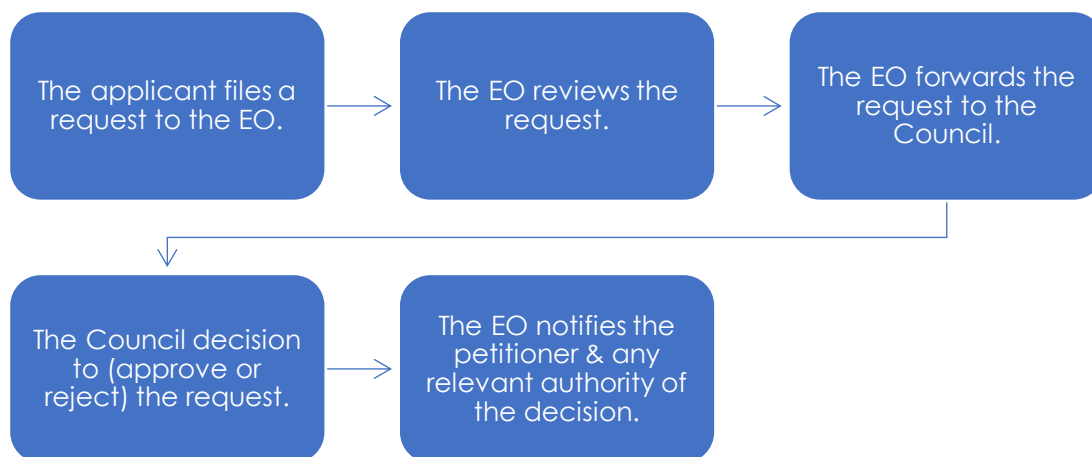 The applicant files a
request to the EO.
The EO reviews the
request.
The EO forwards the
request to the
Council.
The Council decision
to (approve or
reject) the request.
The EO notifies the
petitioner & any
relevant authority of
the decision.